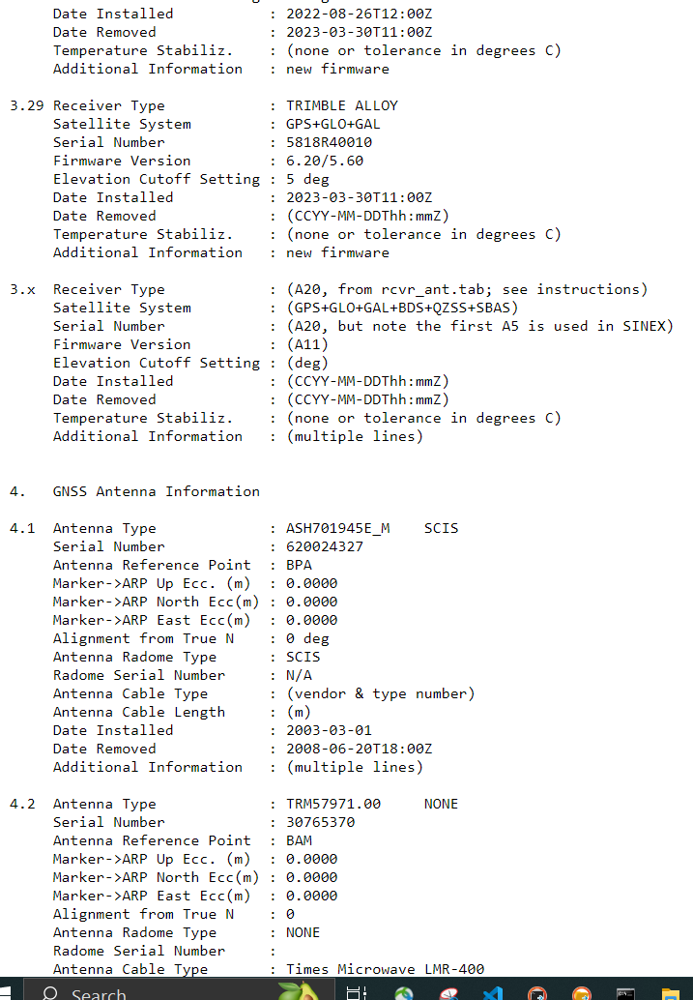 Date Installed : 2022-08-26T12:00Z
Date Removed : 2023-03-30T11:00Z
Temperature Stabiliz. : (none or tolerance in degrees C)
Additional Information : new firmware
3.29 Receiver Type : TRIMBLE ALLOY
Satellite System : GPS+GLO+GAL
Serial Number : 5818R40010
Firmware Version : 6.20/5.60
Elevation Cutoff Setting : 5 deg
Date Installed : 2023-03-30T11:00Z
Date Removed : (CCYY-MM-DDThh:mmZ)
Temperature Stabiliz. : (none or tolerance in degrees C)
Additional Information : new firmware
3.x Receiver Type : (A20, from rcvr_ant.tab; see instructions)
Satellite System : (GPS+GLO+GAL+BDS+QZSS+SBAS)
Serial Number : (A20, but note the first A5 is used in SINEX)
Firmware Version : (A11)
Elevation Cutoff Setting : (deg)
Date Installed : (CCYY-MM-DDThh:mmZ)
Date Removed : (CCYY-MM-DDThh:mmZ)
Temperature Stabiliz. : (none or tolerance in degrees C)
Additional Information : (multiple lines)
4. GNSS Antenna Information
4.1 Antenna Type : ASH701945E_M SCIS
Serial Number : 620024327
Antenna Reference Point : BPA
Marker->ARP Up Ecc. (m) : 0.0000
Marker->ARP North Ecc(m) : 0.0000
Marker->ARP East Ecc(m) : 0.0000
Alignment from True N : 0 deg
Antenna Radome Type : SCIS
Radome Serial Number : N/A
Antenna Cable Type : (vendor & type number)
Antenna Cable Length : (m)
Date Installed : 2003-03-01
Date Removed : 2008-06-20T18:00Z
Additional Information : (multiple lines)
4.2 Antenna Type : TRM57971.00 NONE
Serial Number : 30765370
Antenna Reference Point : BAM
Marker->ARP Up Ecc. (m) : 0.0000
Marker->ARP North Ecc(m) : 0.0000
Marker->ARP East Ecc(m) : 0.0000
Alignment from True N : 0
Antenna Radome Type : NONE
Radome Serial Number :
Antenna Cable Type : Times Microwave LMR-400
Search